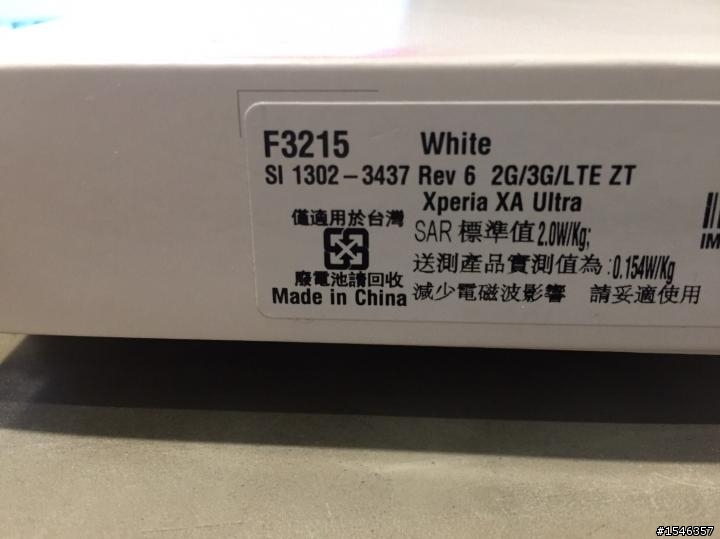 F3215 White
SI 1302-3437 Rev 6 2G/3G/LTE ZT
Xperia XA Ultra
僅適用於台灣
SAR 標準值2.0W/Kg;
送測產品實測值為:0.154W/Kg
廢電池請回收
Made in China
減少電磁波影響 請妥適使用
IM
#1546357